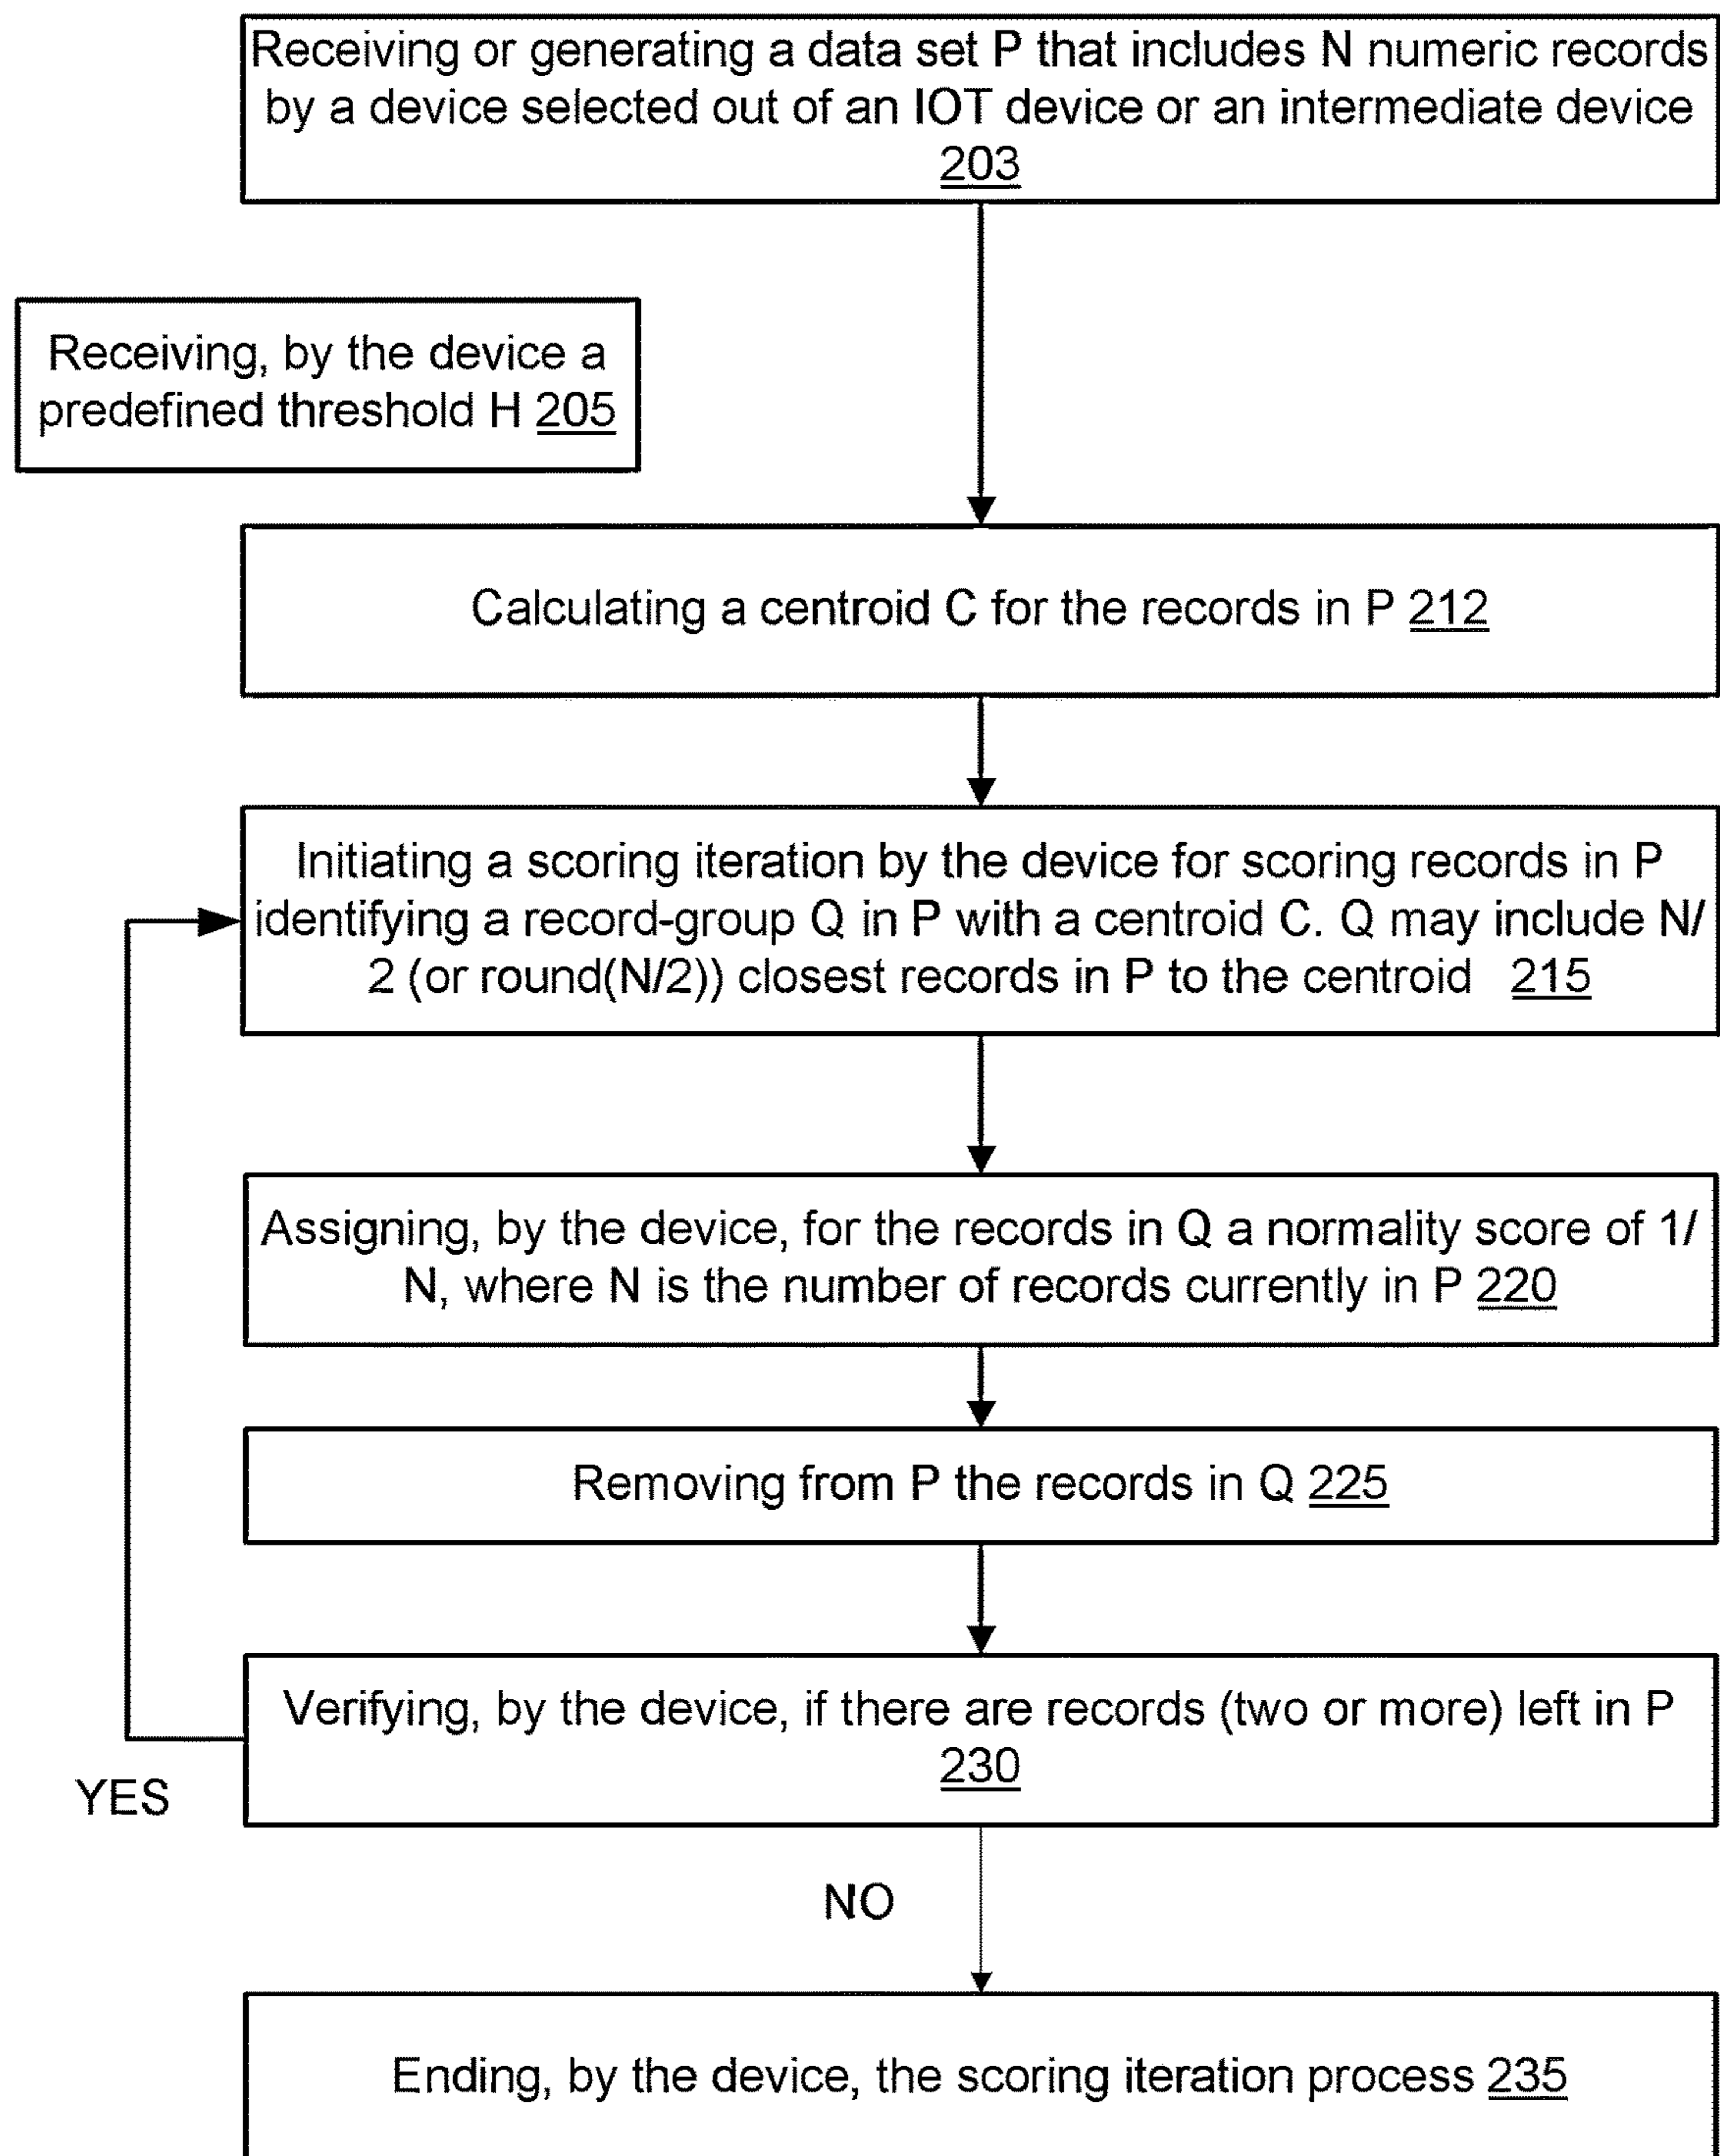 Receiving or generating a data set P that includes N numeric records
by a device selected out of an IOT device or an intermediate device
203
Receiving, by the device a
predefined threshold H 205
Calculating a centroid C for the records in P 212
Initiating a scoring iteration by the device for scoring records in P
identifying a record-group Q in P with a centroid C. Q may include N/
2 (or round(N/2)) closest records in P to the centroid 215
Assigning, by the device, for the records in Q a normality score of 1/
N, where N is the number of records currently in P 220
Removing from P the records in Q 225
Verifying, by the device, if there are records (two or more) left in P
230
YES
NO
Ending, by the device, the scoring iteration process 235